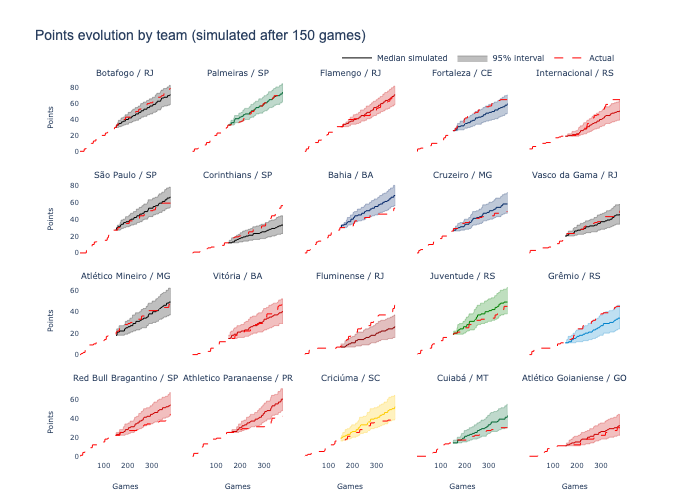 Points evolution by team (simulated after 150 games)
Median simulated 95% interval Actual
Botafogo / RJ Palmeiras / SP Flamengo / RJ Fortaleza / CE Internacional / RS
80
60
40
20
0
Points
São Paulo / SP Corinthians / SP Bahia / BA Cruzeiro / MG Vasco da Gama / RJ
80
60
40
20
0
Points
Atlético Mineiro / MG Vitória / BA Fluminense / RJ Juventude / RS Grêmio / RS
60
40
20
0
Points
Red Bull Bragantino / SP Athletico Paranaense / PR Criciúma / SC Cuiabá / MT Atlético Goianiense / GO
60
40
20
0
Points
100 200 300 100 200 300 100 200 300 100 200 300 100 200 300
Games Games Games Games Games